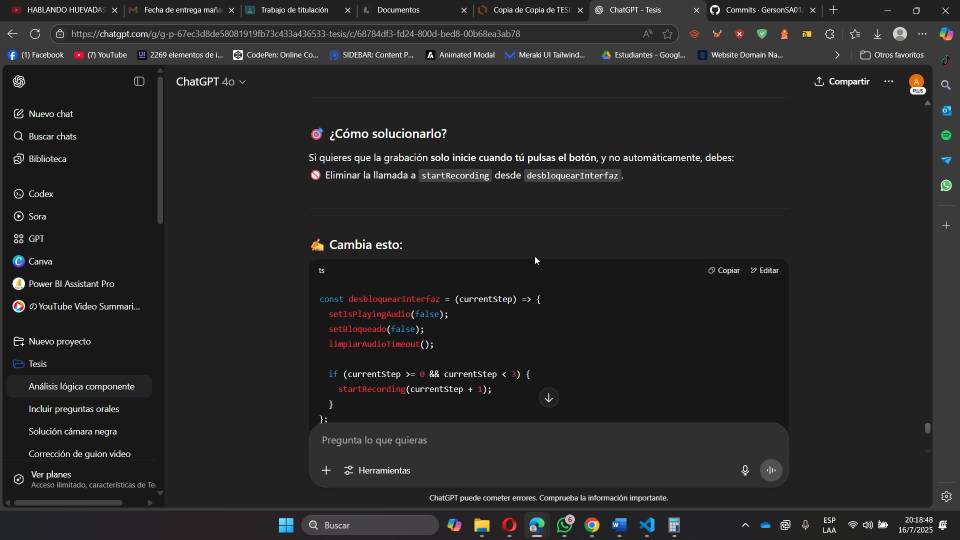 HABLANDO HUEVADAS
Fecha de entrega maña
Trabajo de titulación
Documentos
Copia de Copia de TESI
ChatGPT - Tesis
Commits · GersonSA01/
https://chatgpt.com/g/g-p-67ec3d8de58081919fb73c433a436533-tesis/c/68784df3-fd24-800d-bed8-00b68ea3ab78
(1) Facebook
(7) YouTube
2269 elementos de i...
CodePen: Online Co...
SIDEBAR: Content P...
Animated Modal
Meraki UI Tailwind...
Estudiantes - Googl...
Website Domain Na...
Otros favoritos
ChatGPT 4o
Compartir
PLUS
Nuevo chat
Buscar chats
Biblioteca
Codex
Sora
GPT
Canva
Power BI Assistant Pro
の YouTube Video Summari...
Nuevo proyecto
Tesis
Análisis lógica componente
Incluir preguntas orales
Solución cámara negra
Corrección de guion video
Ver planes
Acceso ilimitado, características de Te
¿Cómo solucionarlo?
Si quieres que la grabación solo inicie cuando tú pulsas el botón, y no automáticamente, debes:
Eliminar la llamada a startRecording desde desbloquearInterfaz.
Cambia esto:
ts
Copiar
Editar
const desbloquearInterfaz = (currentStep) => {
setIsPlayingAudio(false);
setBloqueado(false);
limpiarAudioTimeout();
if (currentStep >= 0 && currentStep < 3) {
startRecording(currentStep + 1);
}
};
Pregunta lo que quieras
Herramientas
ChatGPT puede cometer errores. Comprueba la información importante.
Buscar
6
ESP
LAA
20:18:48
16/7/2025